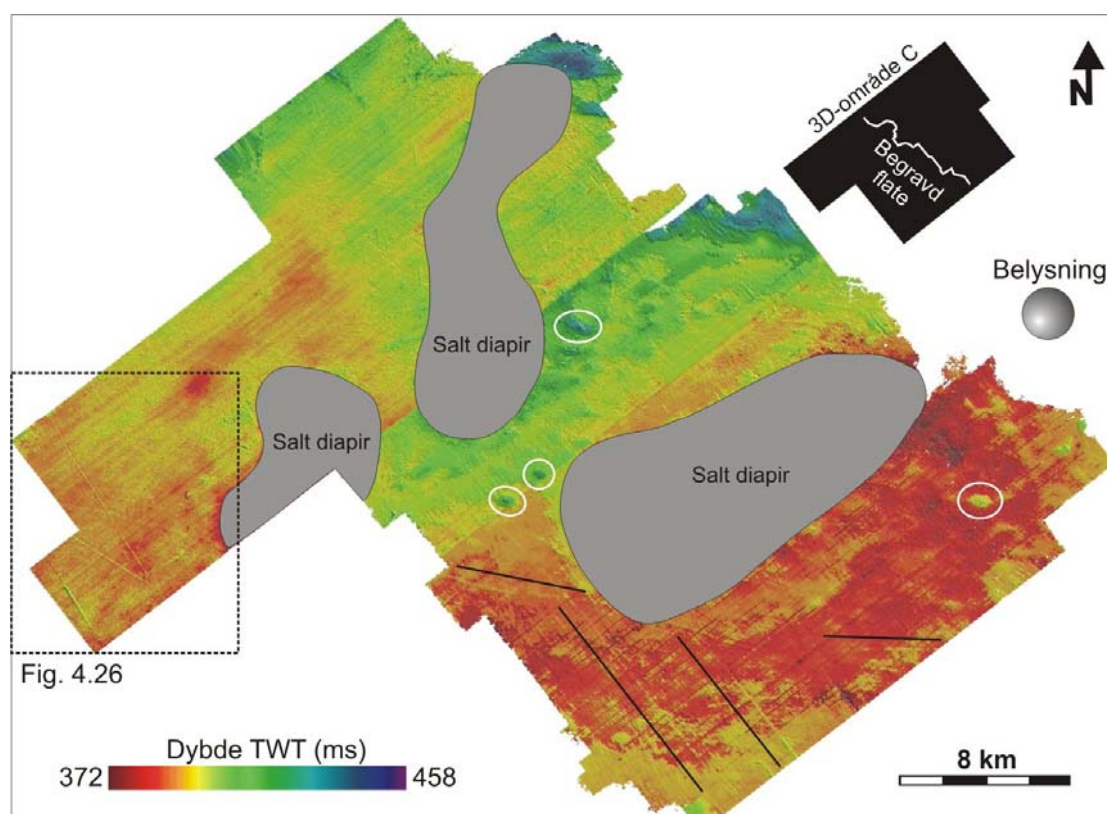 3D-område C
Begravd
flate
N
Belysning
Salt diapir
Salt diapir
Salt diapir
Fig. 4.26
Dybde TWT (ms)
372
458
8 km